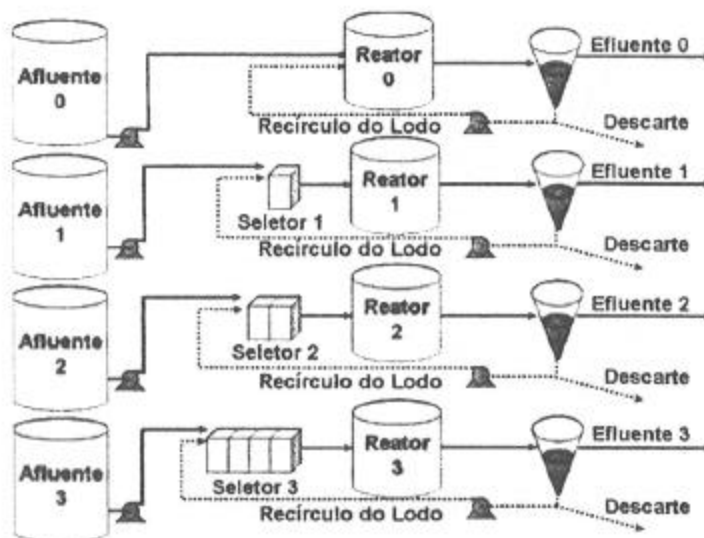 Afluente
0
Reator
0
Efluente 0
Recírculo do Lodo
Descarte
Afluente
1
Seletor 1
Reator
1
Efluente 1
Recírculo do Lodo
Descarte
Afluente
2
Seletor 2
Reator
2
Efluente 2
Recírculo do Lodo
Descarte
Afluente
3
Seletor 3
Reator
3
Efluente 3
Recírculo do Lodo
Descarte